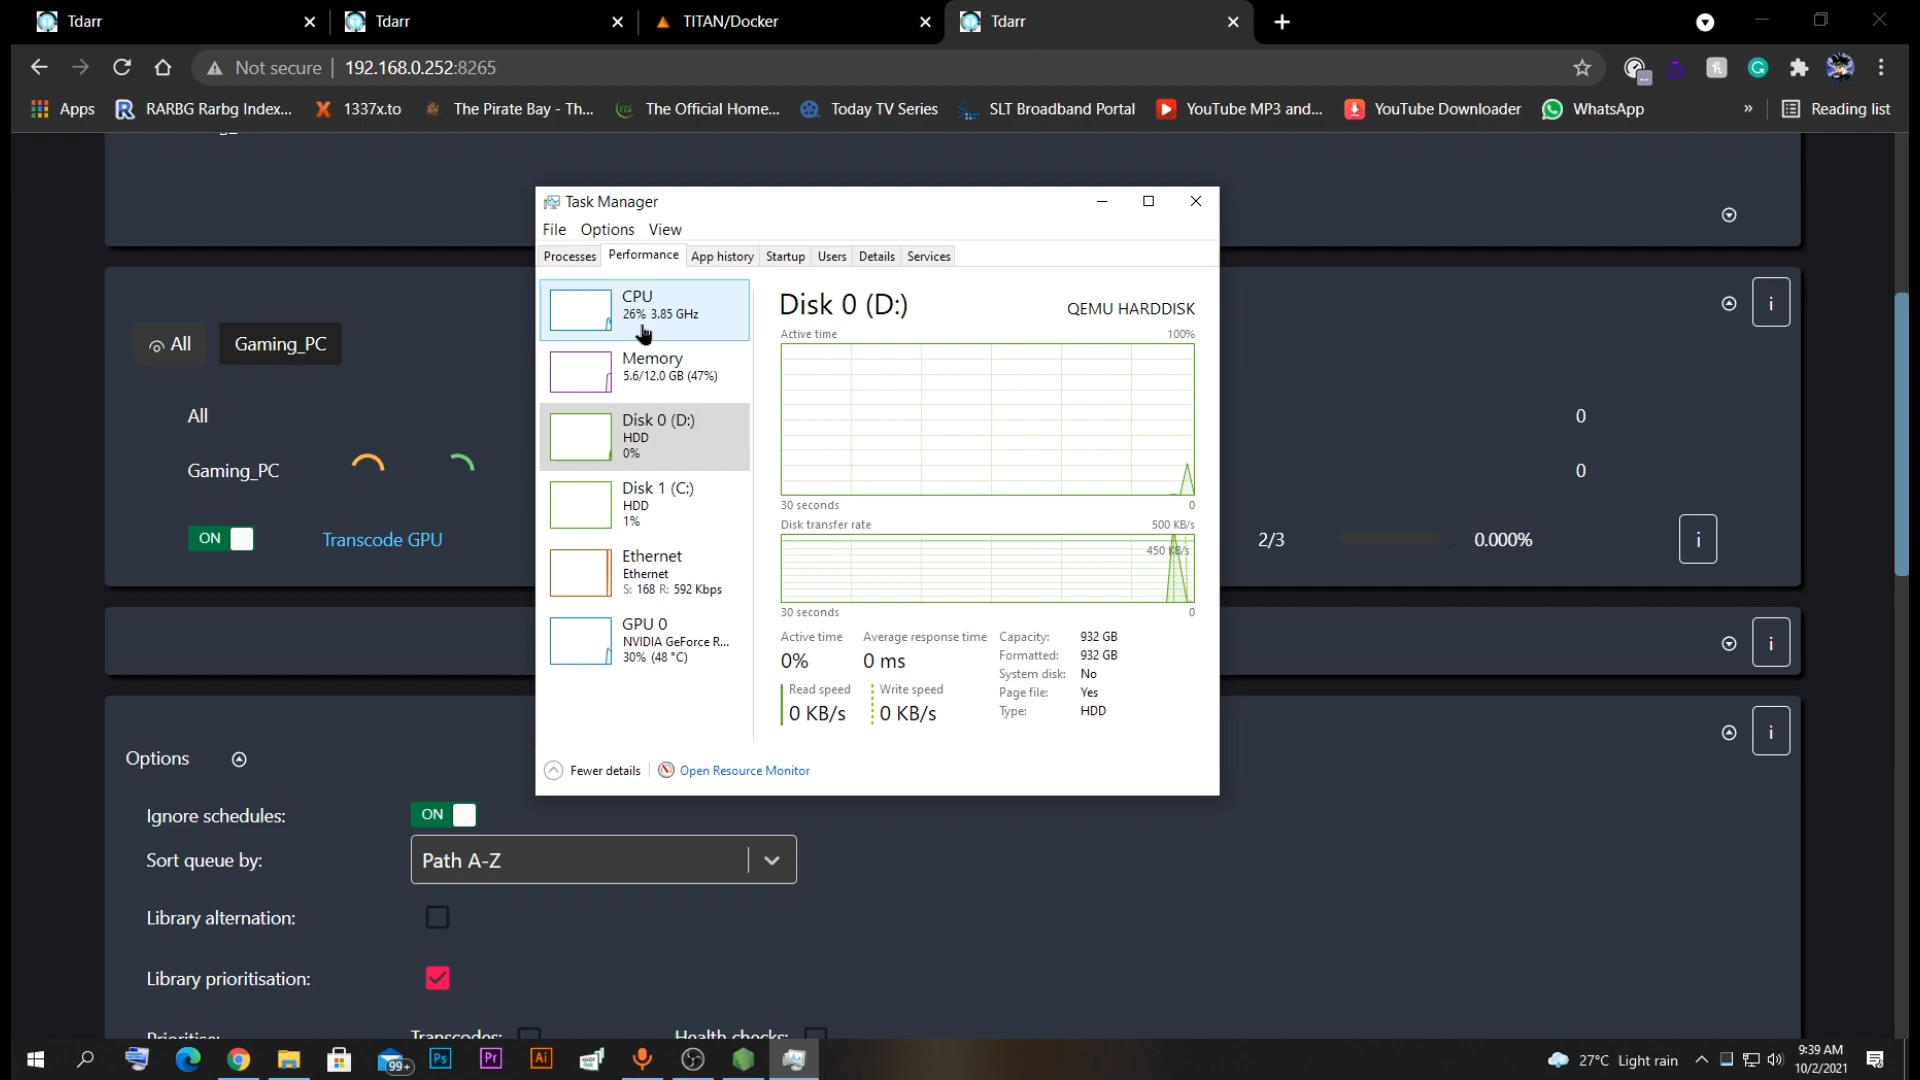 Tdarr
Tdarr
TITAN/Docker
Tdarr
Not secure
192.168.0.252:8265
Apps
RARBG Rarbg Index...
1337x.to
The Pirate Bay - Th...
The Official Home...
Today TV Series
SLT Broadband Portal
YouTube MP3 and...
YouTube Downloader
WhatsApp
»
Reading list
Task Manager
File Options View
Processes Performance App history Startup Users Details Services
CPU
26% 3.85 GHz
Memory
5.6/12.0 GB (47%)
Disk 0 (D:)
HDD
0%
Disk 1 (C:)
HDD
1%
Ethernet
Ethernet
S: 168 R: 592 Kbps
GPU 0
NVIDIA GeForce R...
30% (48 °C)
Disk 0 (D:)
QEMU HARDDISK
Active time 100%
30 seconds 0
Disk transfer rate 500 KB/s
450 KB/s
30 seconds 0
Active time
0%
Average response time
0 ms
Read speed
0 KB/s
Write speed
0 KB/s
Capacity: 932 GB
Formatted: 932 GB
System disk: No
Page file: Yes
Type: HDD
Fewer details
Open Resource Monitor
i
All
Gaming_PC
All
0
Gaming_PC
0
ON
Transcode GPU
2/3
0.000%
i
i
i
Options
Ignore schedules:
ON
Sort queue by:
Path A-Z
Library alternation:
Library prioritisation:
Transcodes:
Health checks:
99+
Ps
Pr
Ai
27°C Light rain
9:39 AM
10/2/2021